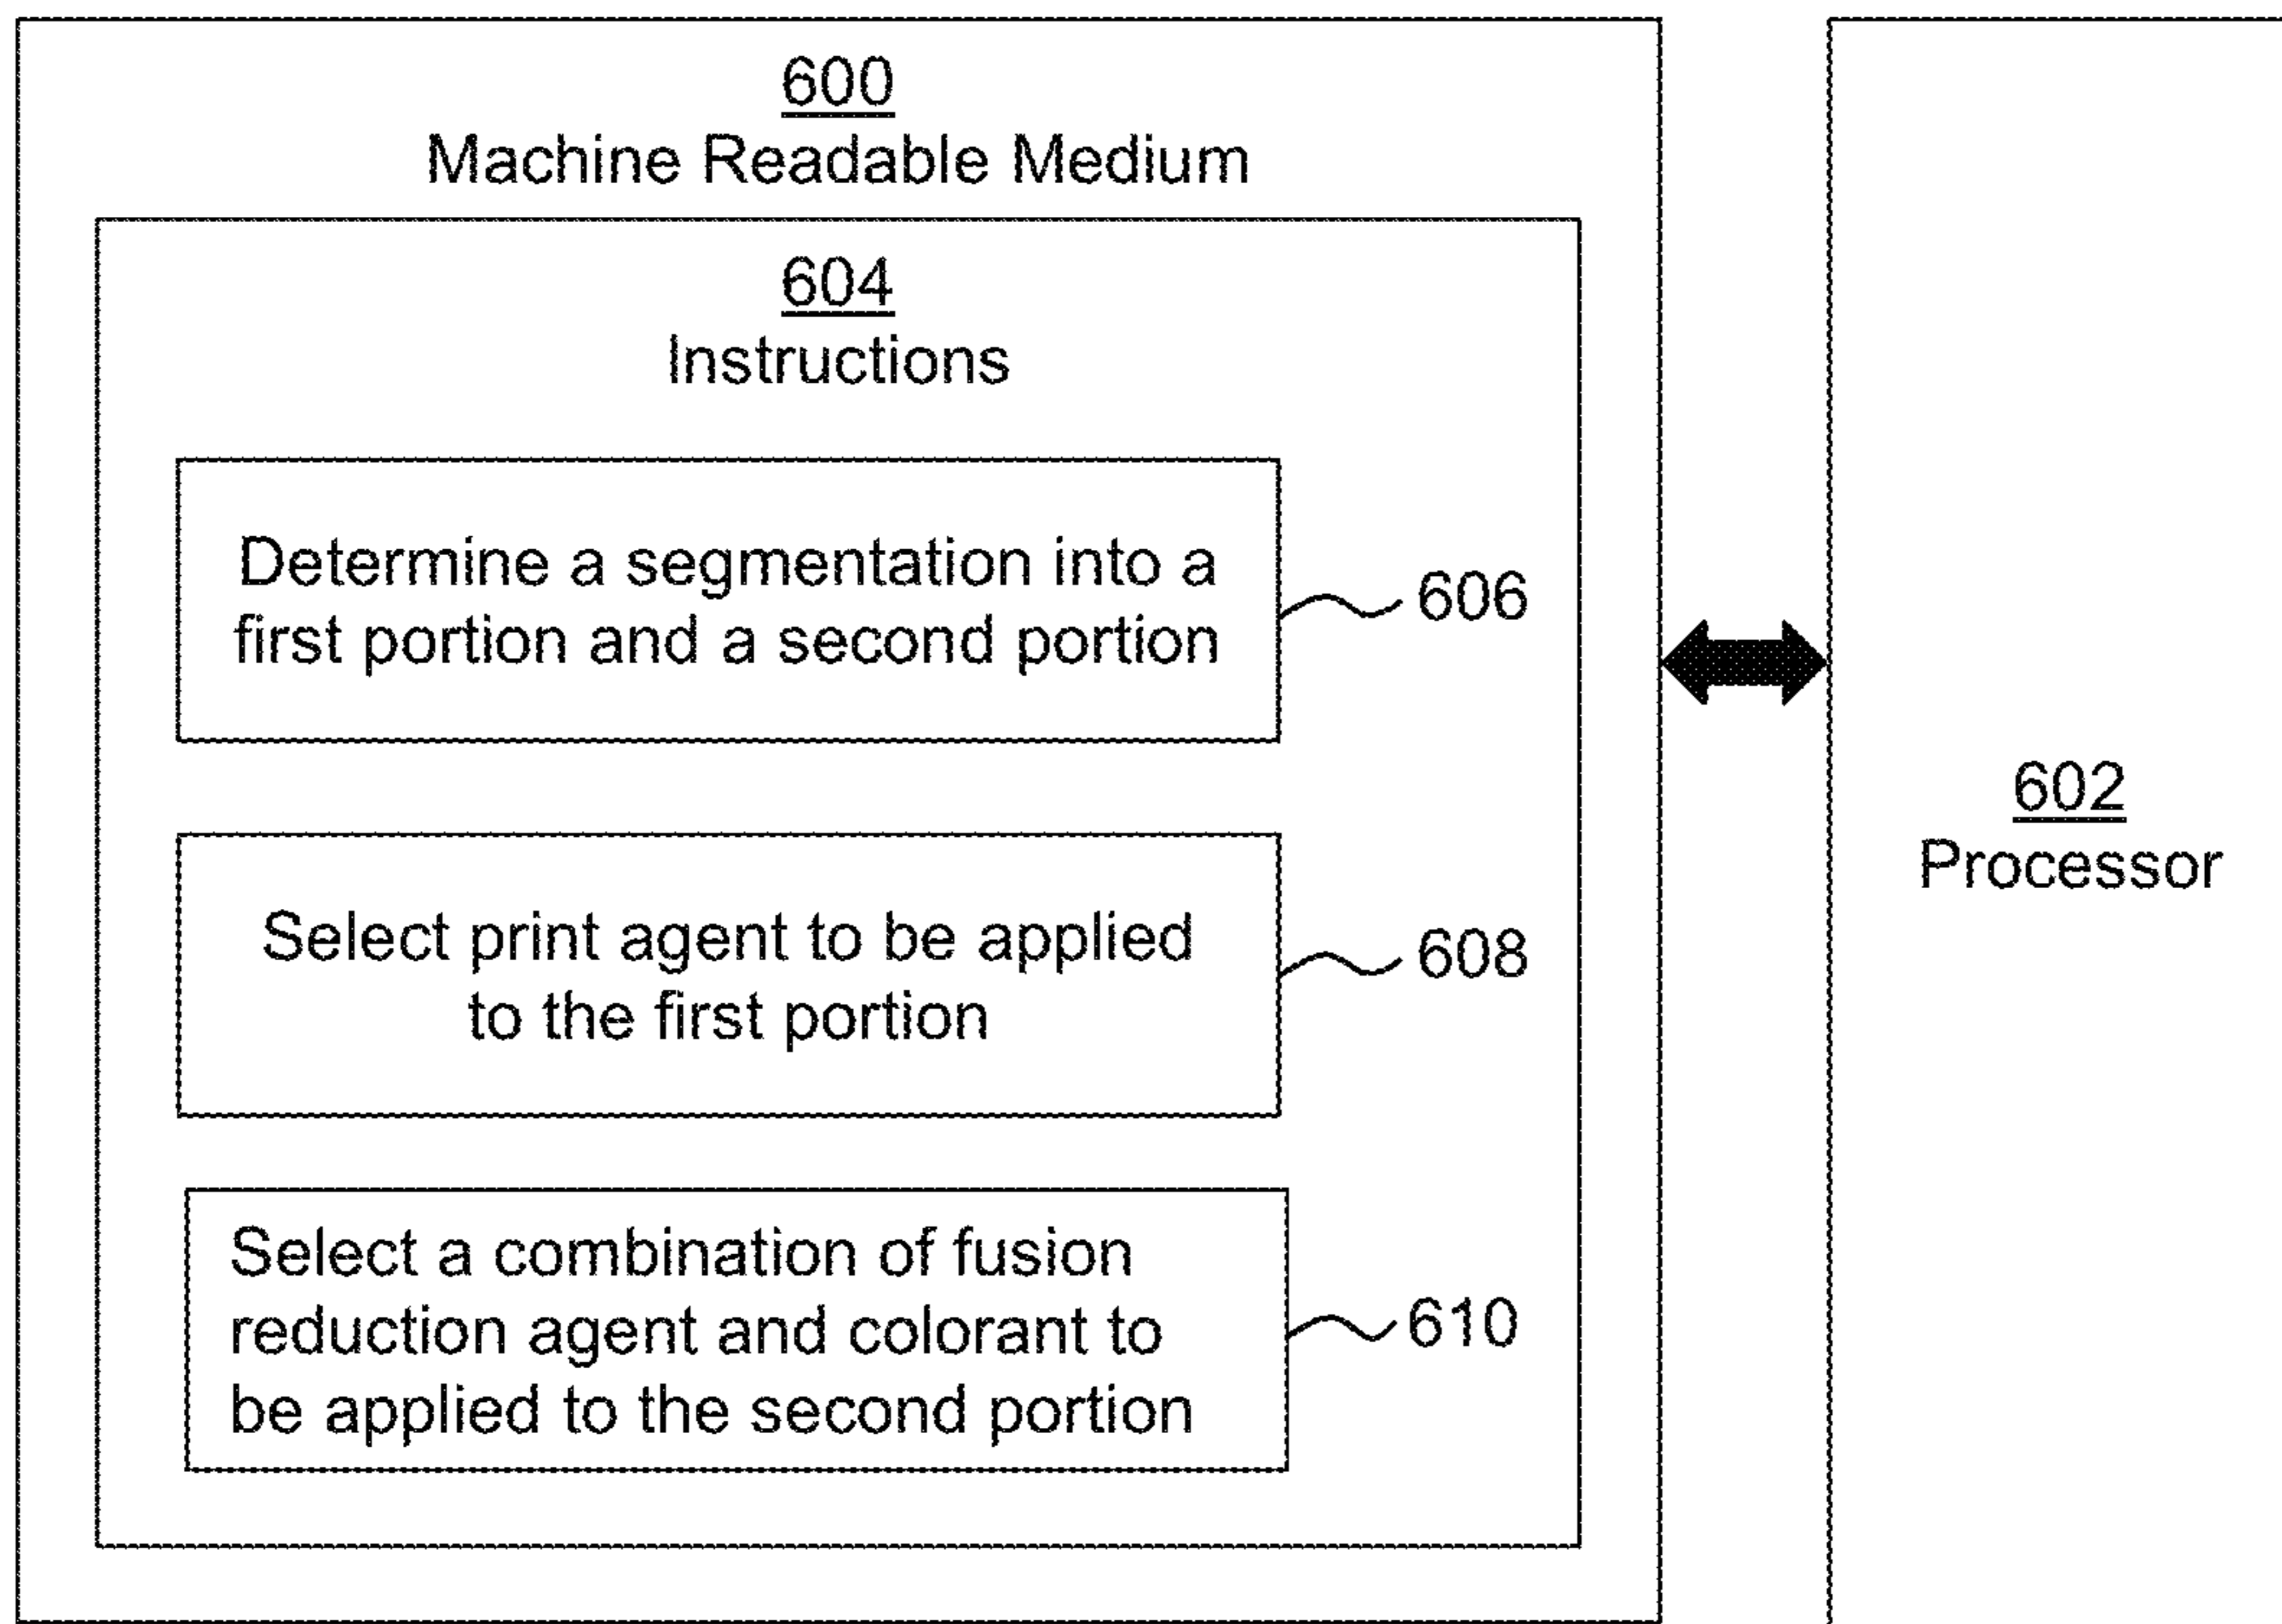 600
Machine Readable Medium
604
Instructions
Determine a segmentation into a
first portion and a second portion
606
Select print agent to be applied
to the first portion
608
Select a combination of fusion
reduction agent and colorant to
be applied to the second portion
610
602
Processor